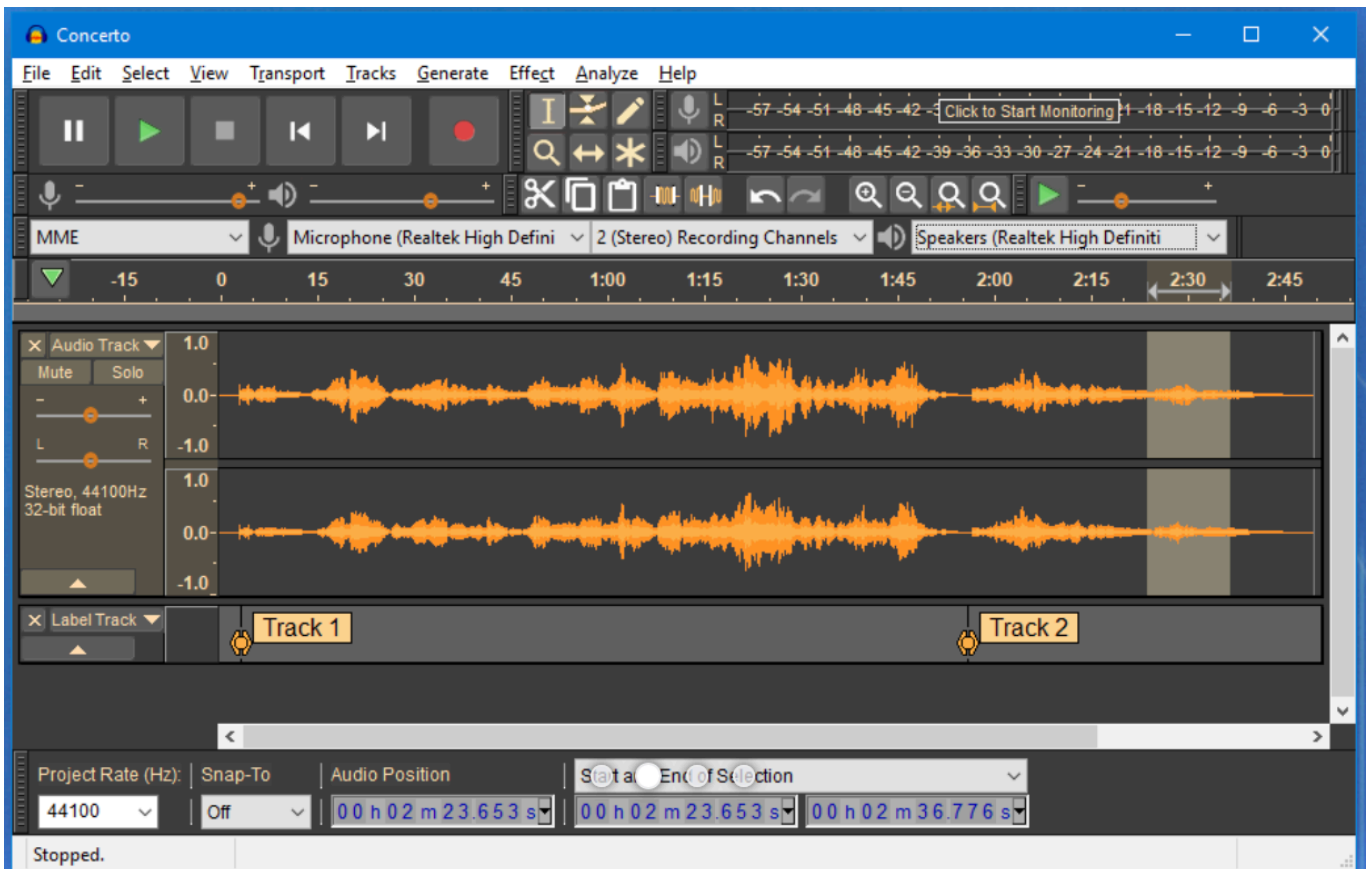 Concerto
File Edit Select View Transport Tracks Generate Effect Analyze Help
L R -57 -54 -51 -48 -45 -42 Click to Start Monitoring -18 -15 -12 -9 -6 -3 0
L R -57 -54 -51 -48 -45 -42 -39 -36 -33 -30 -27 -24 -21 -18 -15 -12 -9 -6 -3 0
- + - + - +
MME Microphone (Realtek High Defini 2 (Stereo) Recording Channels Speakers (Realtek High Definiti
-15 0 15 30 45 1:00 1:15 1:30 1:45 2:00 2:15 2:30 2:45
Audio Track 1.0
Mute Solo
- + 0.0
L R -1.0
1.0
Stereo, 44100Hz
32-bit float
0.0
-1.0
Label Track
Track 1 Track 2
Project Rate (Hz): Snap-To Audio Position Start and End of Selection
44100 Off 00 h 02 m 23.653 s 00 h 02 m 23.653 s 00 h 02 m 36.776 s
Stopped.